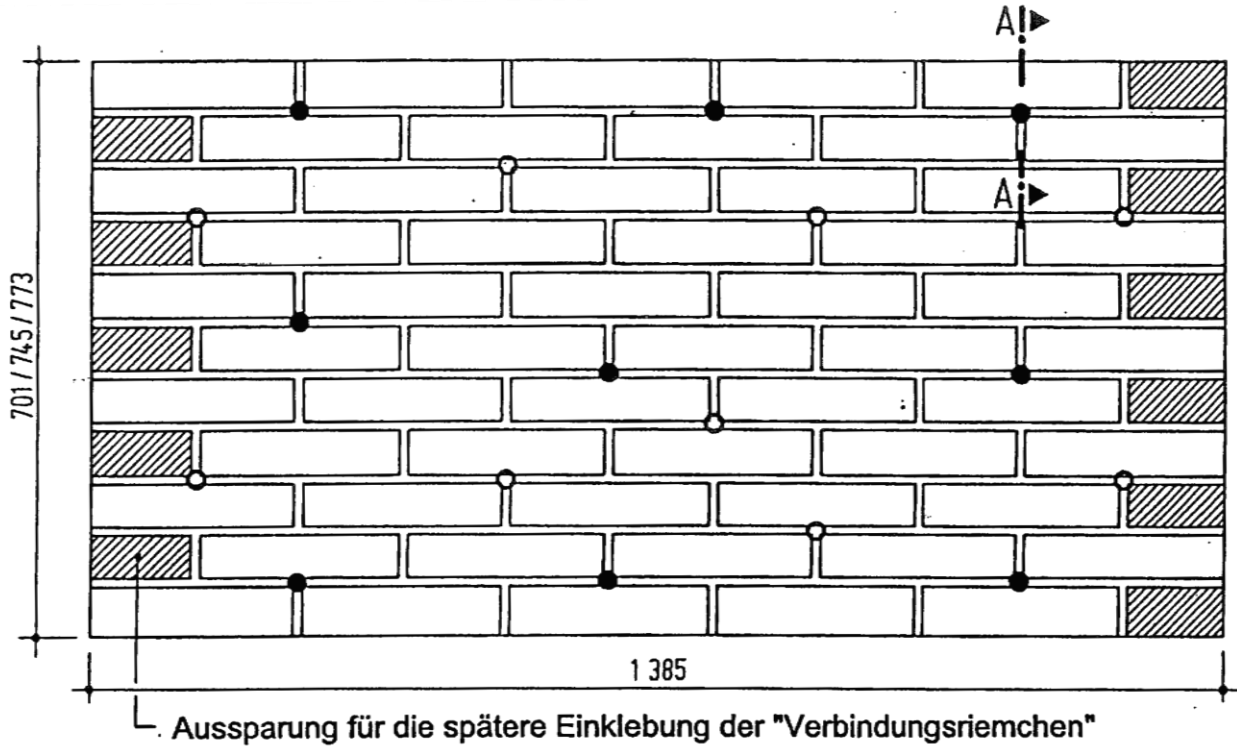 A
A
701 / 745 / 773
1 385
Aussparung für die spätere Einklebung der "Verbindungsriemchen"